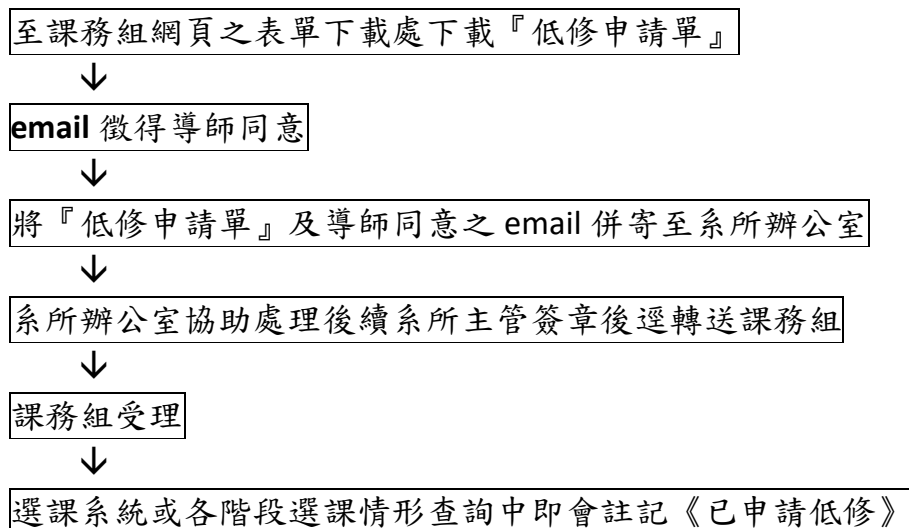 至課務組網頁之表單下載處下載『低修申請單』
↓
email 徵得導師同意
↓
將『低修申請單』及導師同意之 email 併寄至系所辦公室
↓
系所辦公室協助處理後續系所主管簽章後逕轉送課務組
↓
課務組受理
↓
選課系統或各階段選課情形查詢中即會註記《已申請低修》